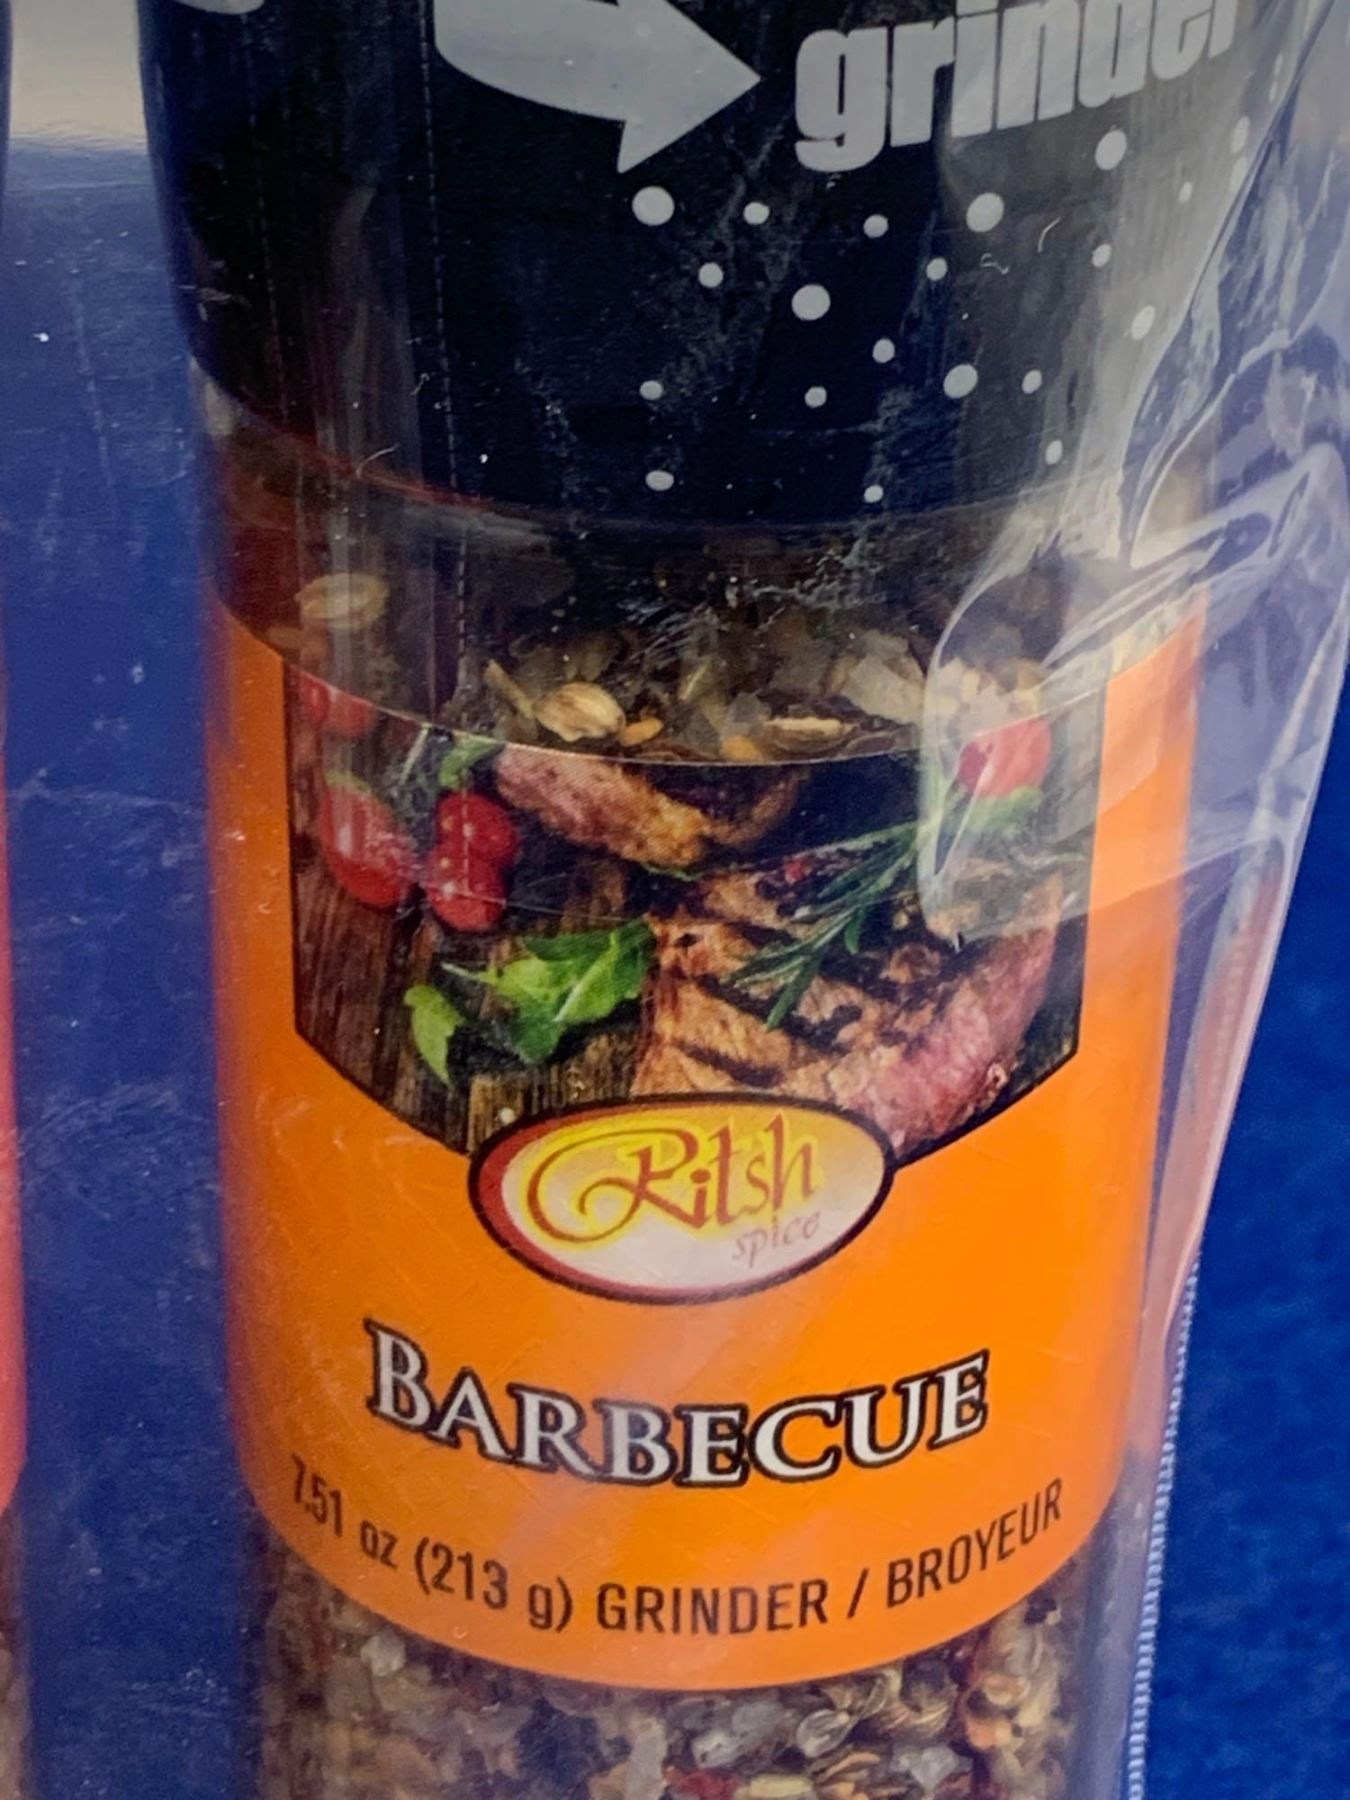 grinder
Ritsh
spice
BARBECUE
7.51 oz (213 g) GRINDER / BROYEUR